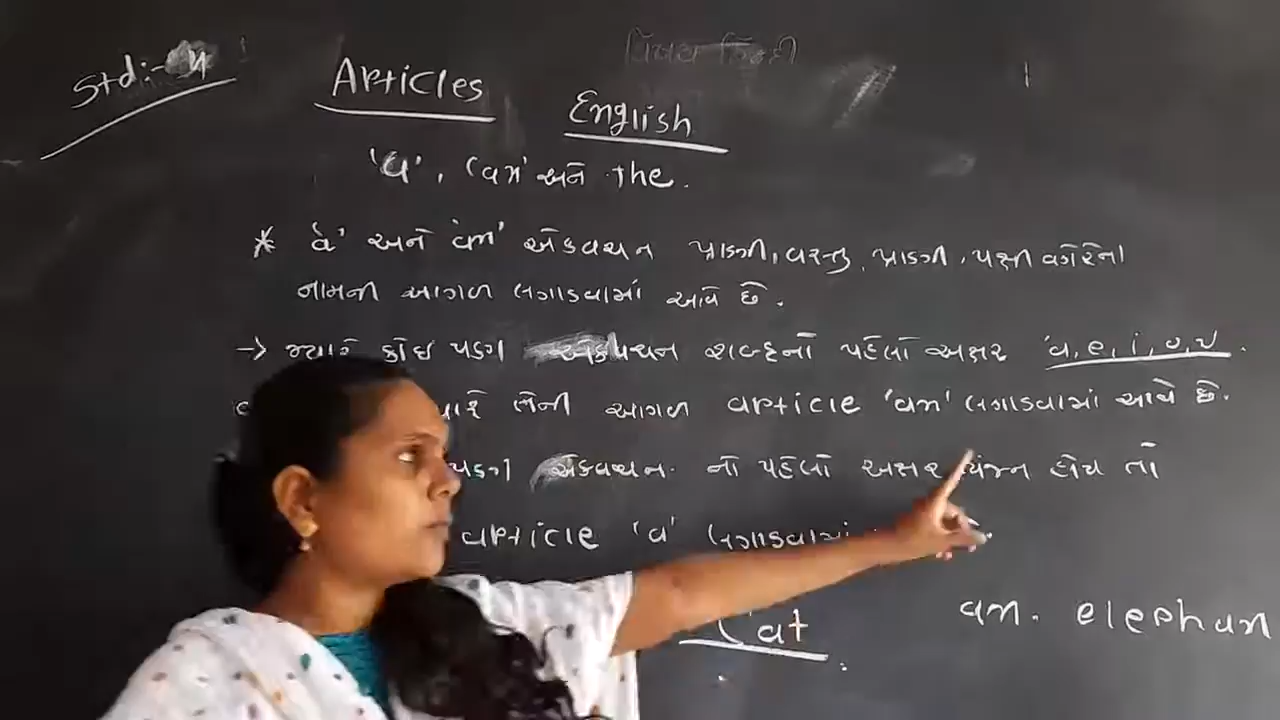 Std:- 4
Articles
English
'a', 'an' અને the.
* 'a' અને 'an' એકવચન પ્રાણી, વસ્તુ, પ્રાણી, પક્ષી વગેરેના
નામની આગળ લગાડવામાં આવે છે.
-> જ્યારે કોઇ પણ એકવચન શબ્દનો પહેલો અક્ષર a, e, i, o, u.
તેની આગળ article 'an' લગાડવામાં આવે છે.
પણ એકવચન નો પહેલો અક્ષર વ્યંજન હોય તો
article 'a' લગાડવામાં
Cat an. elephan